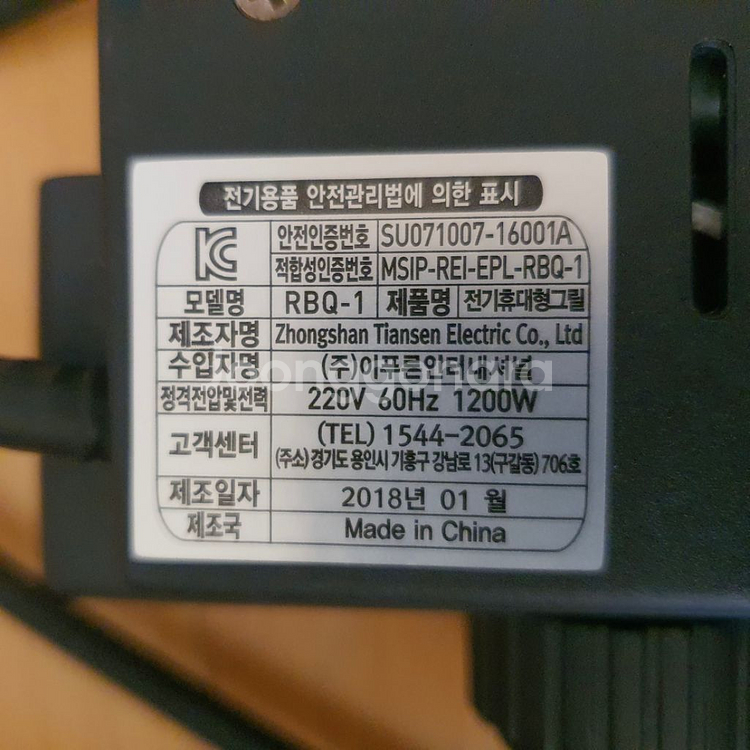 전기용품 안전관리법에 의한 표시
안전인증번호 SU071007-16001A
적합성인증번호 MSIP-REI-EPL-RBQ-1
모델명 RBQ-1 제품명 전기휴대형그릴
제조자명 Zhongshan Tiansen Electric Co., Ltd
수입자명 (주)이푸른인터내셔널
정격전압및전력 220V 60Hz 1200W
고객센터 (TEL) 1544-2065
(주소) 경기도 용인시 기흥구 강남로 13(구갈동) 706호
제조일자 2018년 01 월
제조국 Made in China